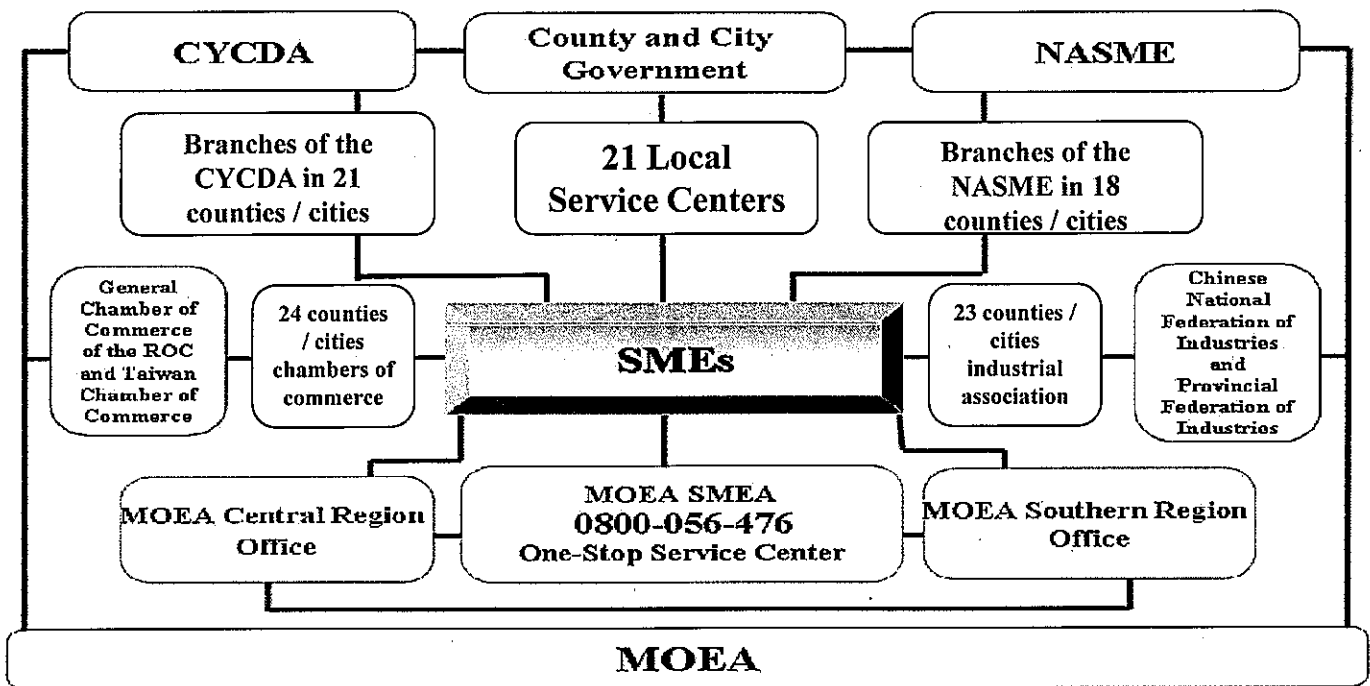 CYCDA
County and City
Government
NASME
Branches of the
CYCDA in 21
counties / cities
21 Local
Service Centers
Branches of the
NASME in 18
counties / cities
General
Chamber of
Commerce
of the ROC
and Taiwan
Chamber of
Commerce
24 counties
/ cities
chambers of
commerce
SMEs
23 counties /
cities
industrial
association
Chinese
National
Federation of
Industries
and
Provincial
Federation of
Industries
MOEA Central Region
Office
MOEA SMEA
0800-056-476
One-Stop Service Center
MOEA Southern Region
Office
MOEA